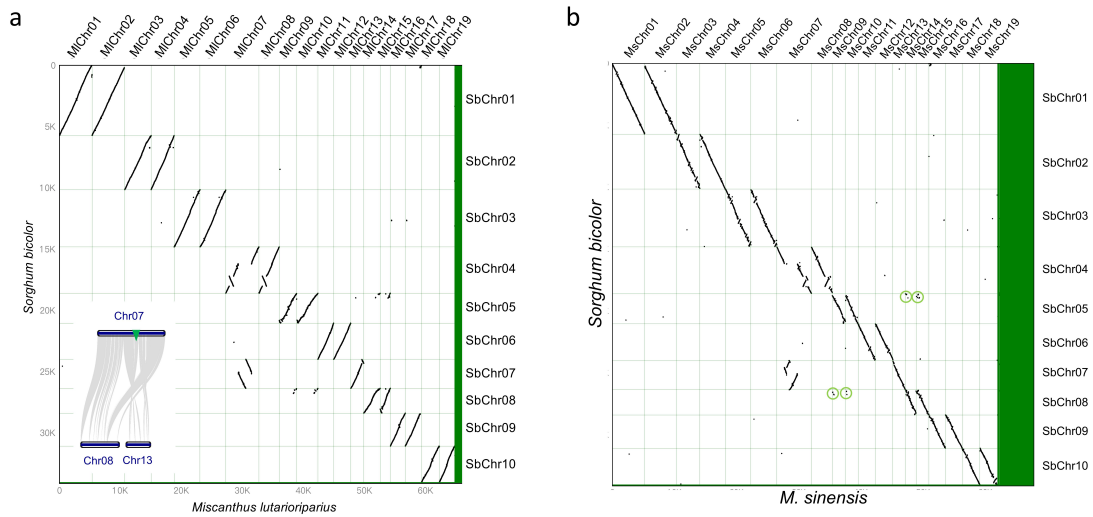 a
MlChr01
MlChr02
MlChr03
MlChr04
MlChr05
MlChr06
MlChr07
MlChr08
MlChr09
MlChr10
MlChr11
MlChr12
MlChr13
MlChr14
MlChr15
MlChr16
MlChr17
MlChr18
MlChr19
0
5K
10K
15K
20K
25K
30K
Sorghum bicolor
SbChr01
SbChr02
SbChr03
SbChr04
SbChr05
SbChr06
SbChr07
SbChr08
SbChr09
SbChr10
Chr07
Chr08 Chr13
0 10K 20K 30K 40K 50K 60K
Miscanthus lutarioriparius
b
MsChr01
MsChr02
MsChr03
MsChr04
MsChr05
MsChr06
MsChr07
MsChr08
MsChr09
MsChr10
MsChr11
MsChr12
MsChr13
MsChr14
MsChr15
MsChr16
MsChr17
MsChr18
MsChr19
Sorghum bicolor
SbChr01
SbChr02
SbChr03
SbChr04
SbChr05
SbChr06
SbChr07
SbChr08
SbChr09
SbChr10
M. sinensis